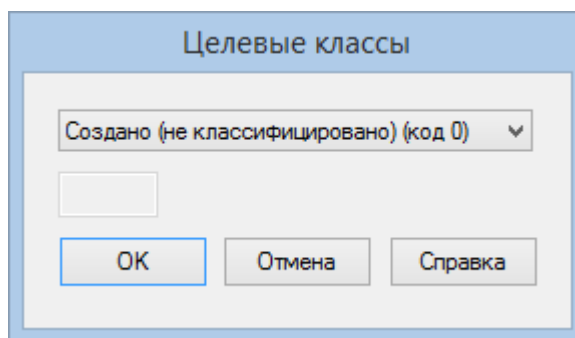 Целевые классы
Создано (не классифицировано) (код 0)
OK Отмена Справка